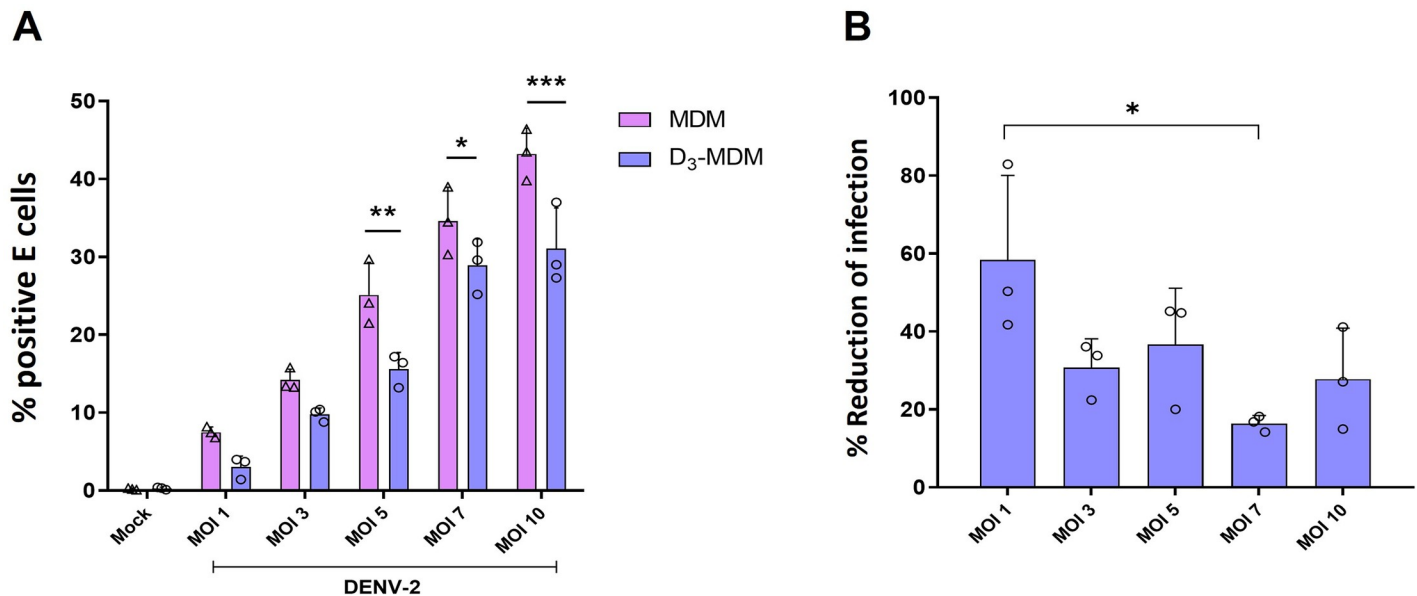 A
% positive E cells
50
40
30
20
10
0
**
*
***
Mock
MOI 1
MOI 3
MOI 5
MOI 7
MOI 10
DENV-2
MDM
D₃-MDM
B
% Reduction of infection
100
80
60
40
20
0
*
MOI 1
MOI 3
MOI 5
MOI 7
MOI 10